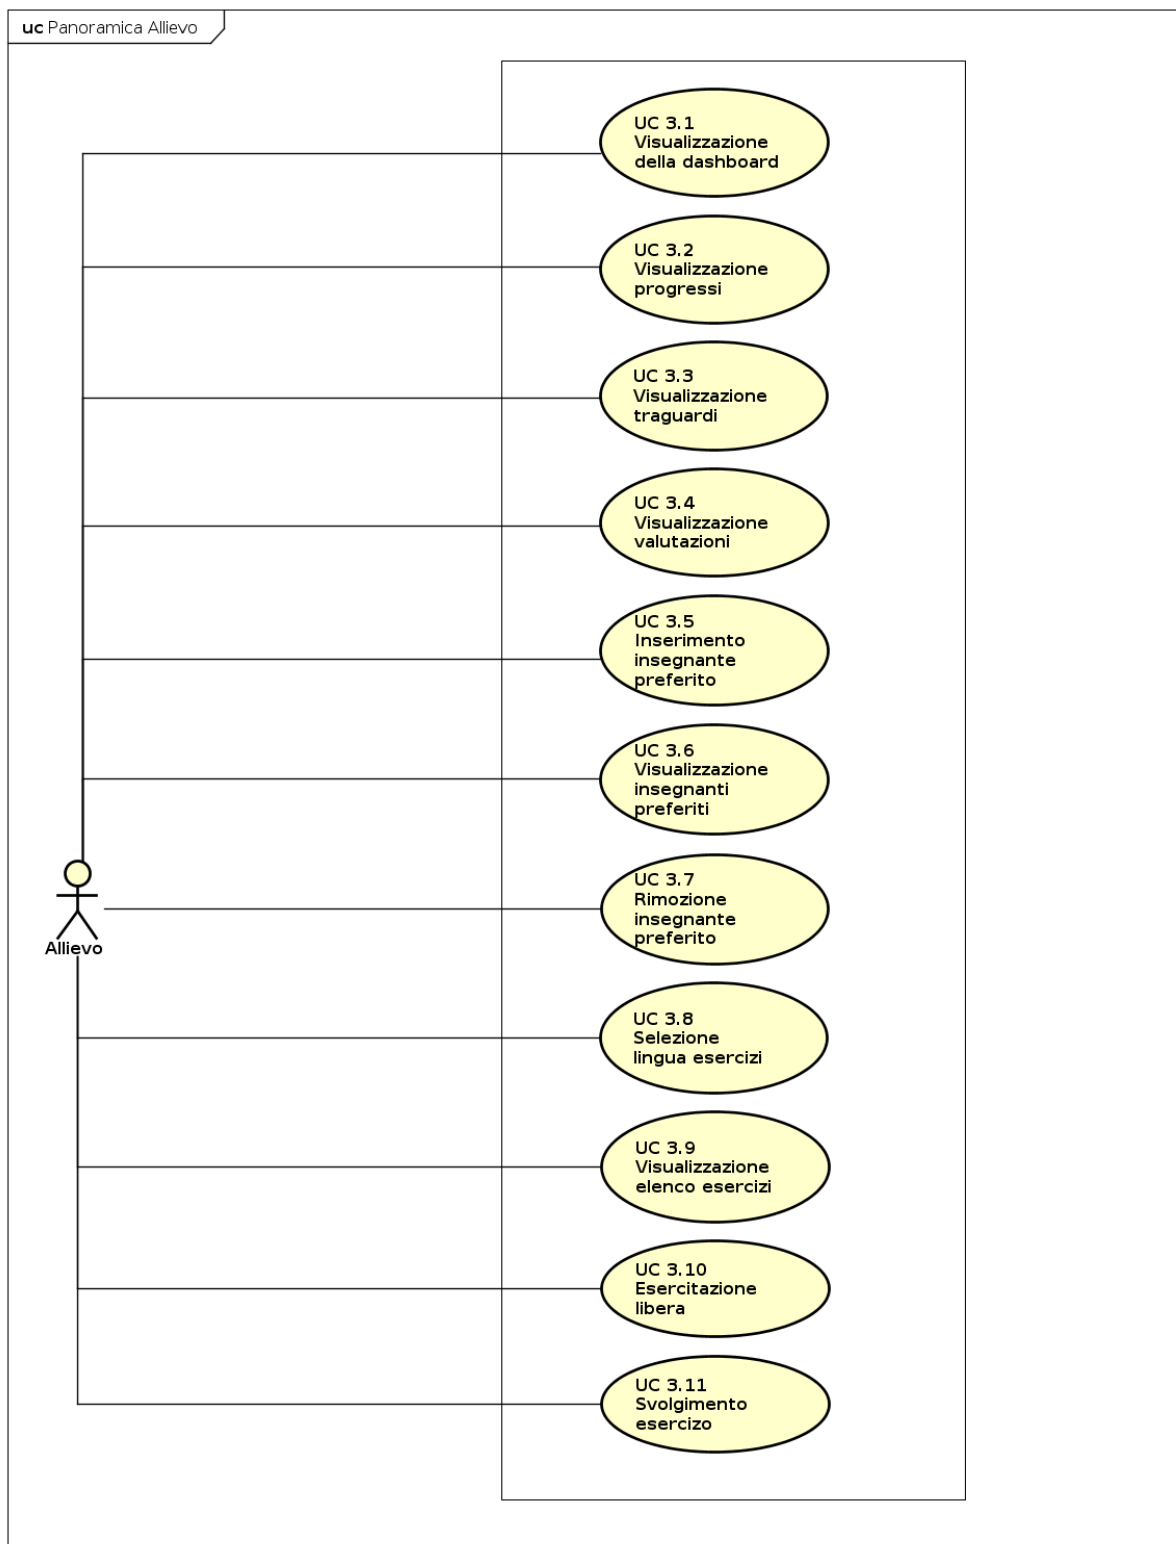 uc Panoramica Allievo
UC 3.1
Visualizzazione
della dashboard
UC 3.2
Visualizzazione
progressi
UC 3.3
Visualizzazione
traguardi
UC 3.4
Visualizzazione
valutazioni
UC 3.5
Inserimento
insegnante
preferito
UC 3.6
Visualizzazione
insegnanti
preferiti
UC 3.7
Rimozione
insegnante
preferito
Allievo
UC 3.8
Selezione
lingua esercizi
UC 3.9
Visualizzazione
elenco esercizi
UC 3.10
Esercitazione
libera
UC 3.11
Svolgimento
esercizo